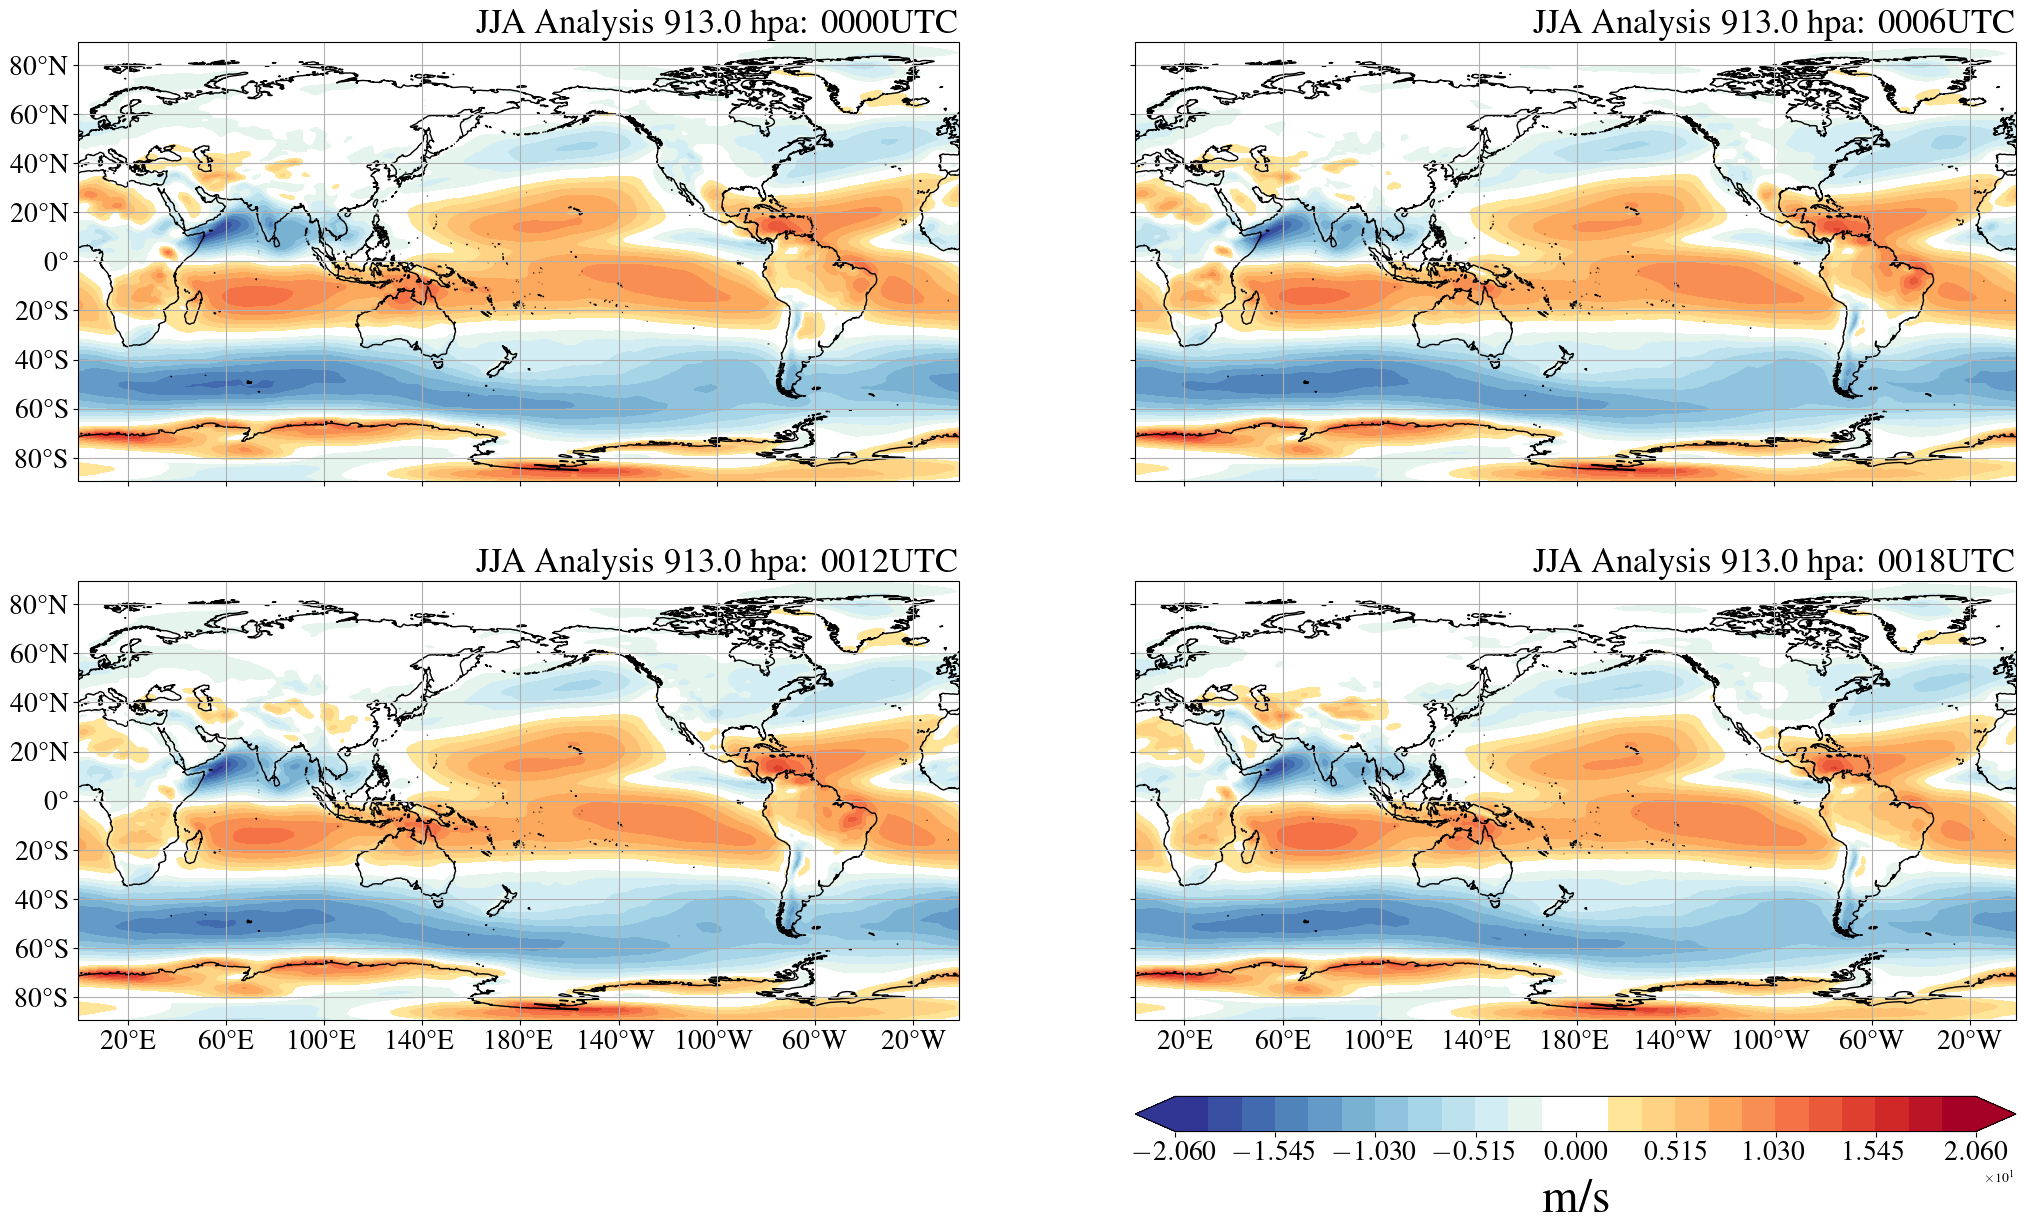 JJA Analysis 913.0 hpa: 0000UTC
JJA Analysis 913.0 hpa: 0006UTC
80°N
60°N
40°N
20°N
0°
20°S
40°S
60°S
80°S
JJA Analysis 913.0 hpa: 0012UTC
JJA Analysis 913.0 hpa: 0018UTC
80°N
60°N
40°N
20°N
0°
20°S
40°S
60°S
80°S
20°E 60°E 100°E 140°E 180°E 140°W 100°W 60°W 20°W
20°E 60°E 100°E 140°E 180°E 140°W 100°W 60°W 20°W
−2.060 −1.545 −1.030 −0.515 0.000 0.515 1.030 1.545 2.060
×10¹
m/s